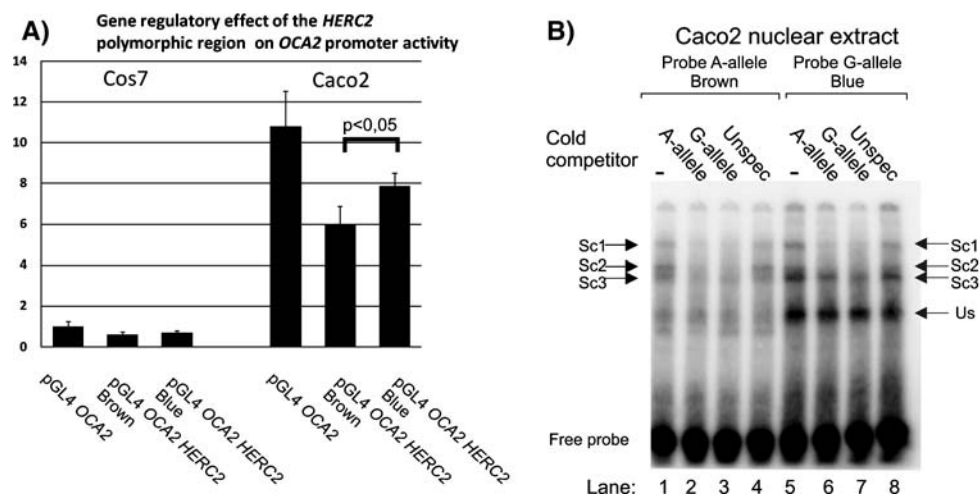 A)
Gene regulatory effect of the HERC2
polymorphic region on OCA2 promoter activity
14
12
10
8
6
4
2
0
Cos7
Caco2
p<0,05
pGL4 OCA2
pGL4 OCA2 HERC2
Brown
pGL4 OCA2 HERC2
Blue
pGL4 OCA2
pGL4 OCA2 HERC2
Brown
pGL4 OCA2 HERC2
Blue
B)
Caco2 nuclear extract
Probe A-allele
Brown
Probe G-allele
Blue
Cold
competitor
-
A-allele
G-allele
Unspec
-
A-allele
G-allele
Unspec
Sc1
Sc2
Sc3
Sc1
Sc2
Sc3
Us
Free probe
Lane: 1 2 3 4 5 6 7 8